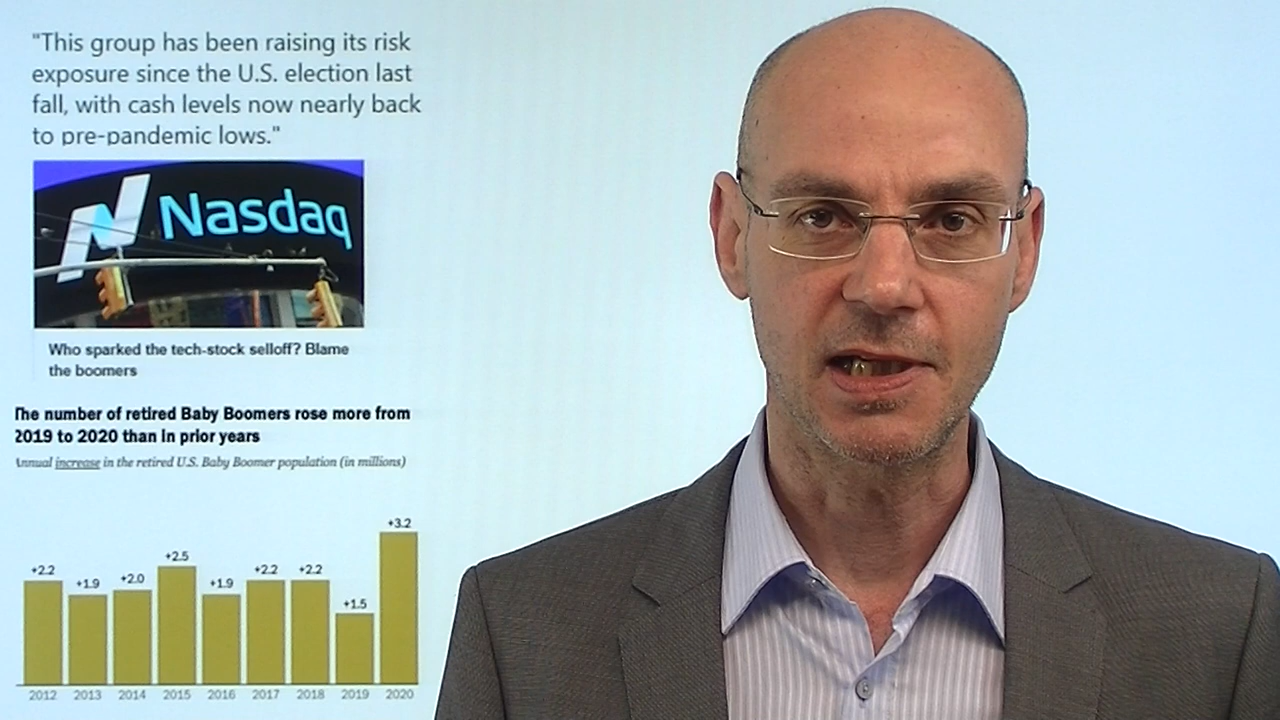 "This group has been raising its risk
exposure since the U.S. election last
fall, with cash levels now nearly back
to pre-pandemic lows."
Nasdaq
Who sparked the tech-stock selloff? Blame
the boomers
The number of retired Baby Boomers rose more from
2019 to 2020 than in prior years
Annual increase in the retired U.S. Baby Boomer population (in millions)
+3.2
+2.5
+2.2 +1.9 +2.0 +1.9 +2.2 +2.2
+1.5
2012 2013 2014 2015 2016 2017 2018 2019 2020